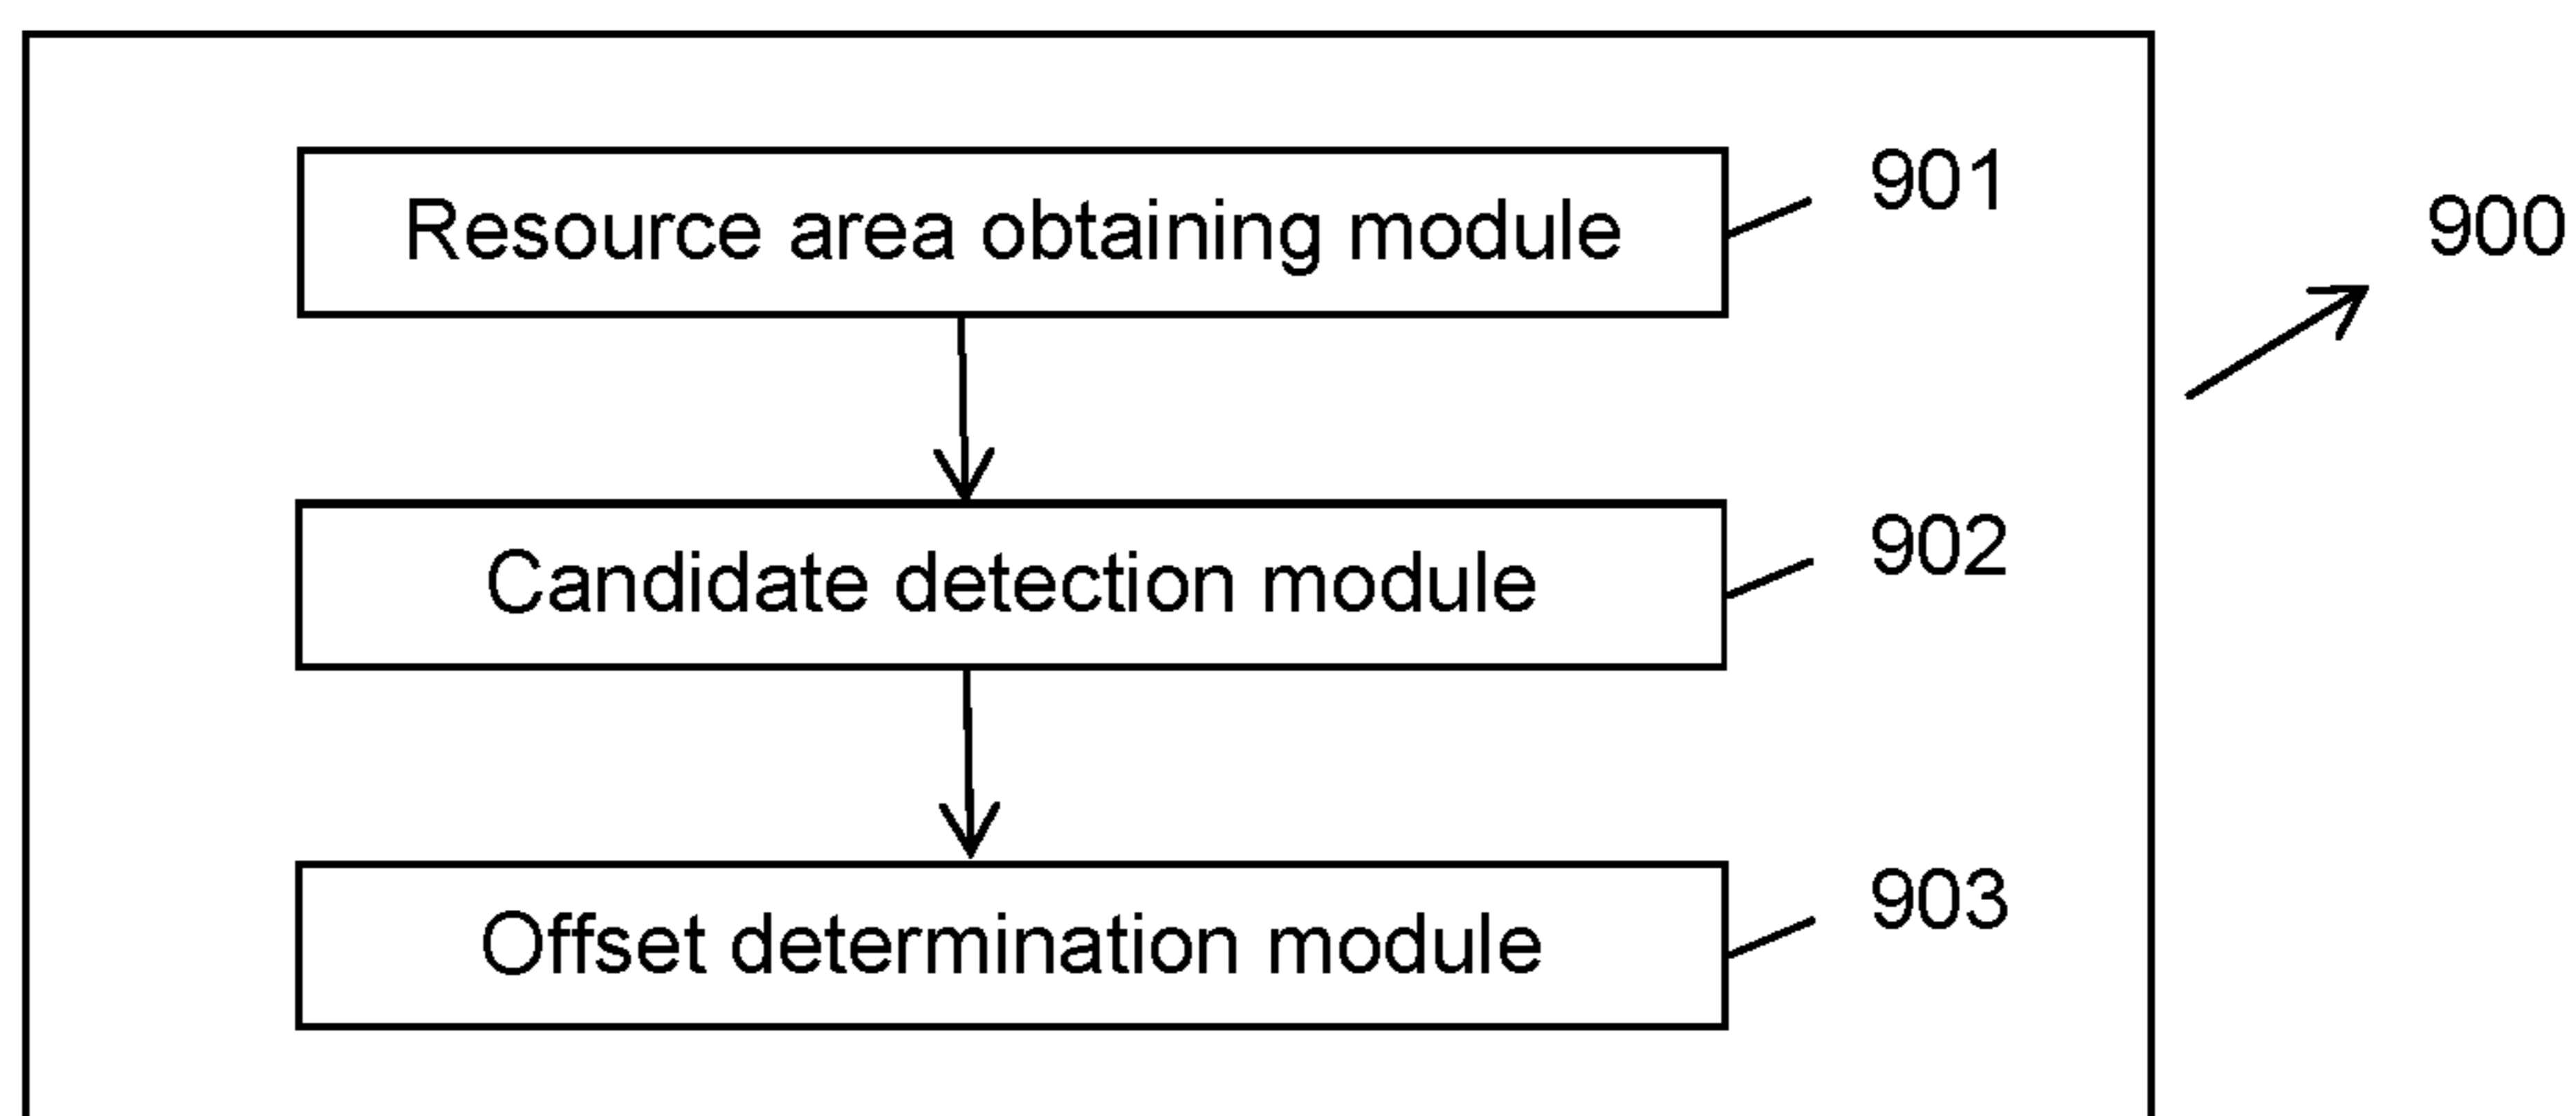 Resource area obtaining module
901
900
Candidate detection module
902
Offset determination module
903